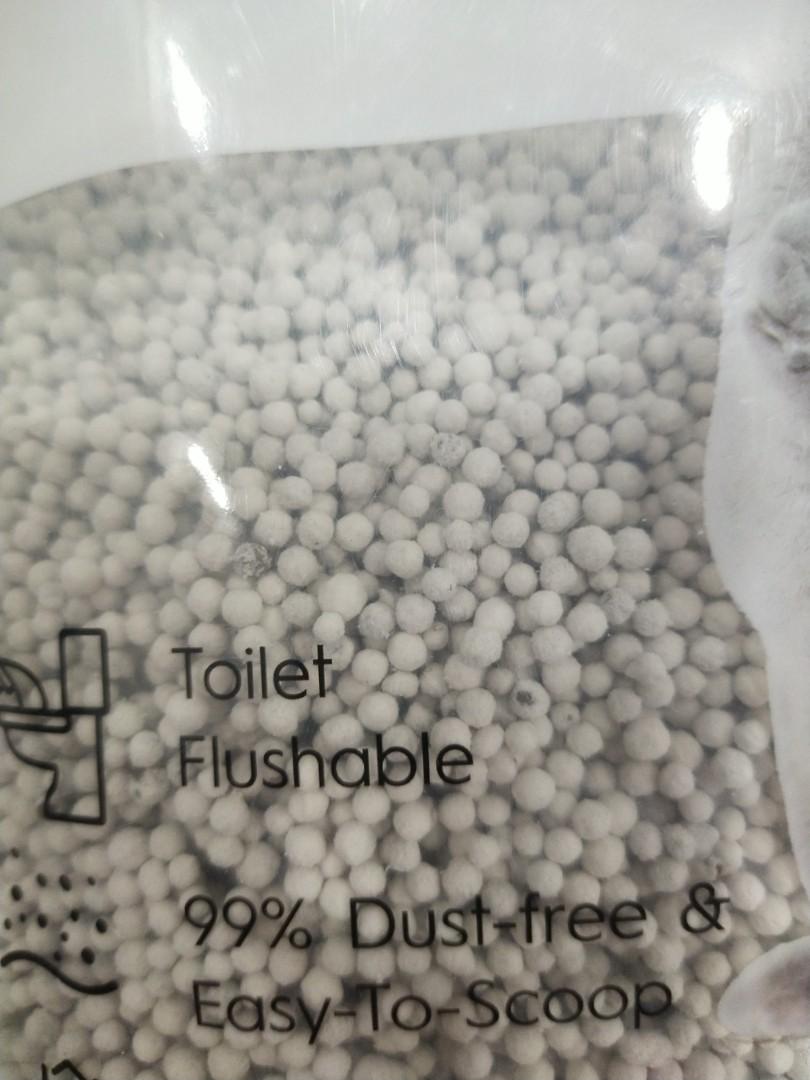 Toilet
Flushable
99% Dust-free &
Easy-To-Scoop